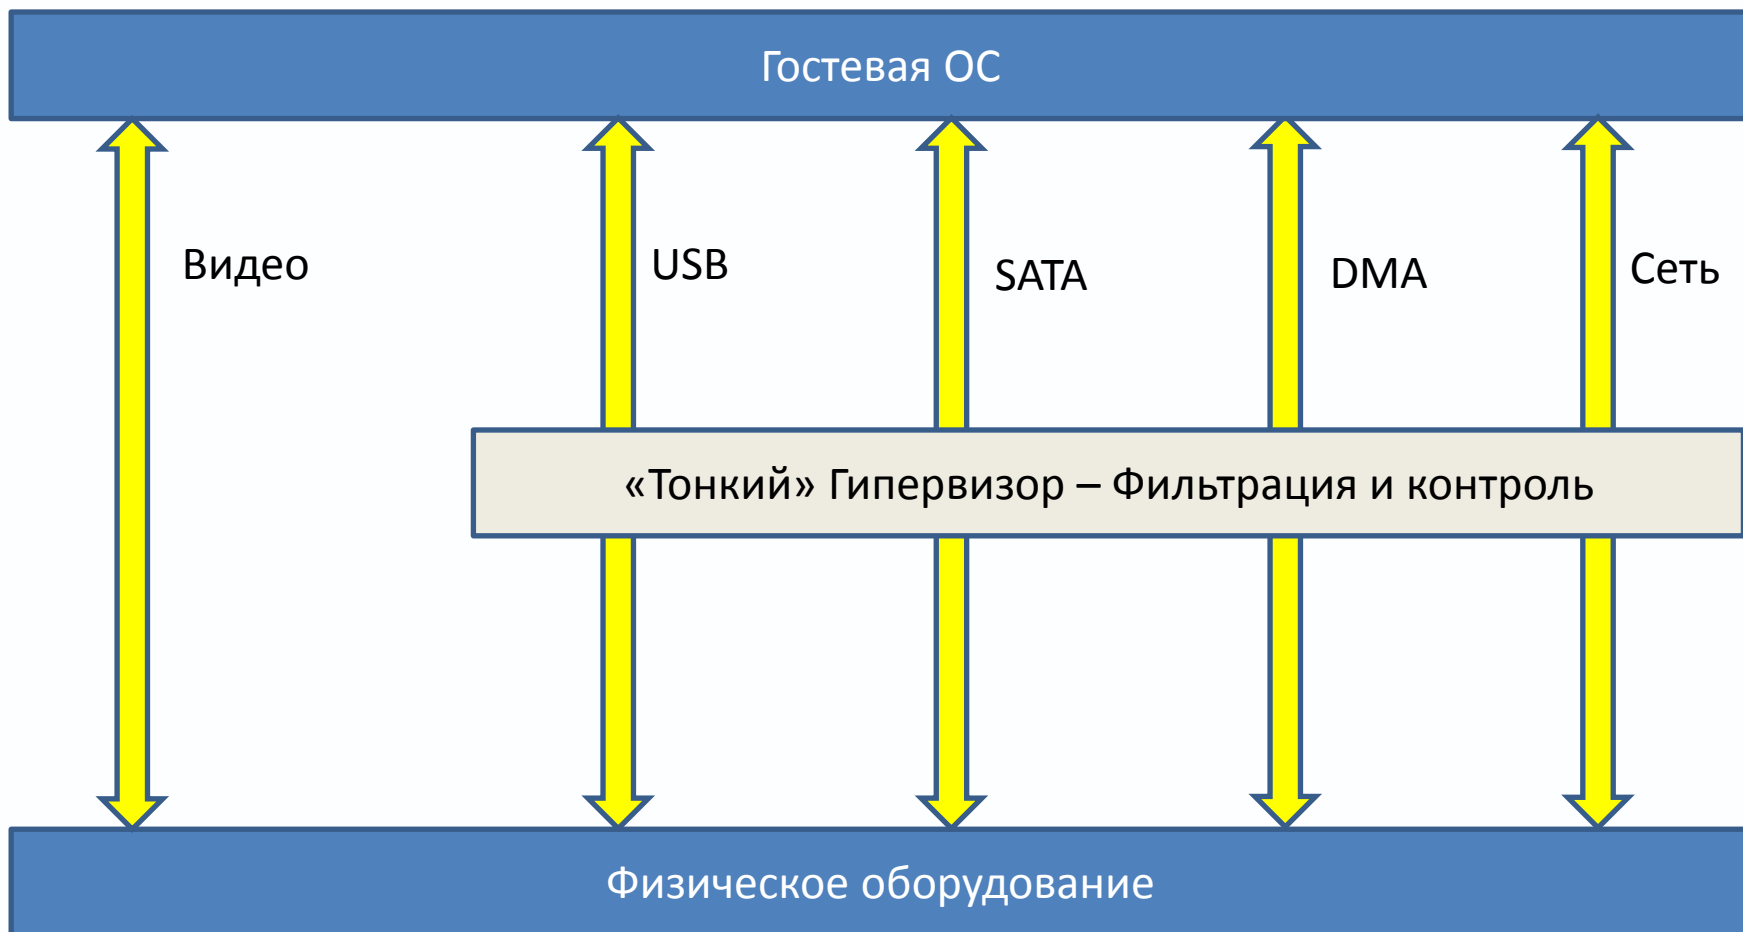 Гостевая ОС
Видео
USB
SATA
DMA
Сеть
«Тонкий» Гипервизор – Фильтрация и контроль
Физическое оборудование